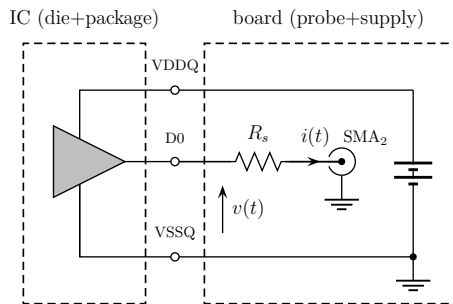 IC (die+package) board (probe+supply)
VDDQ
D0 R_s i(t) SMA_2
v(t)
VSSQ